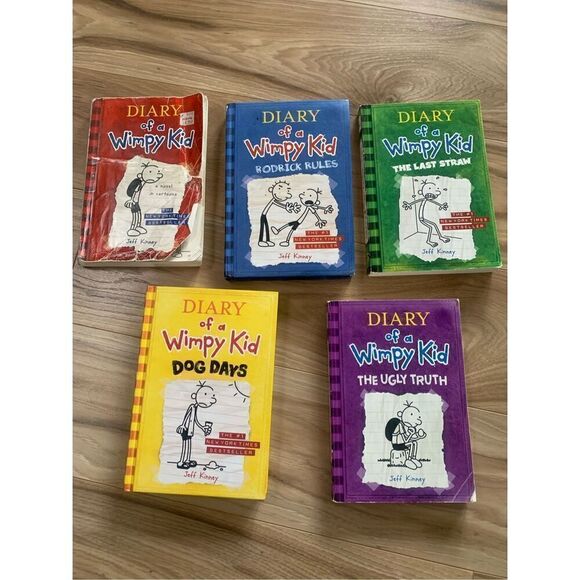 DIARY
of a
Wimpy Kid
a novel
in cartoons
NEW YORK TIMES
BESTSELLER
Jeff Kinney
DIARY
of a
Wimpy Kid
RODRICK RULES
THE #1
NEW YORK TIMES
BESTSELLER
Jeff Kinney
DIARY
of a
Wimpy Kid
THE LAST STRAW
THE #1
NEW YORK TIMES
BESTSELLER
Jeff Kinney
DIARY
of a
Wimpy Kid
DOG DAYS
THE #1
NEW YORK TIMES
BESTSELLER
Jeff Kinney
DIARY
of a
Wimpy Kid
THE UGLY TRUTH
Jeff Kinney